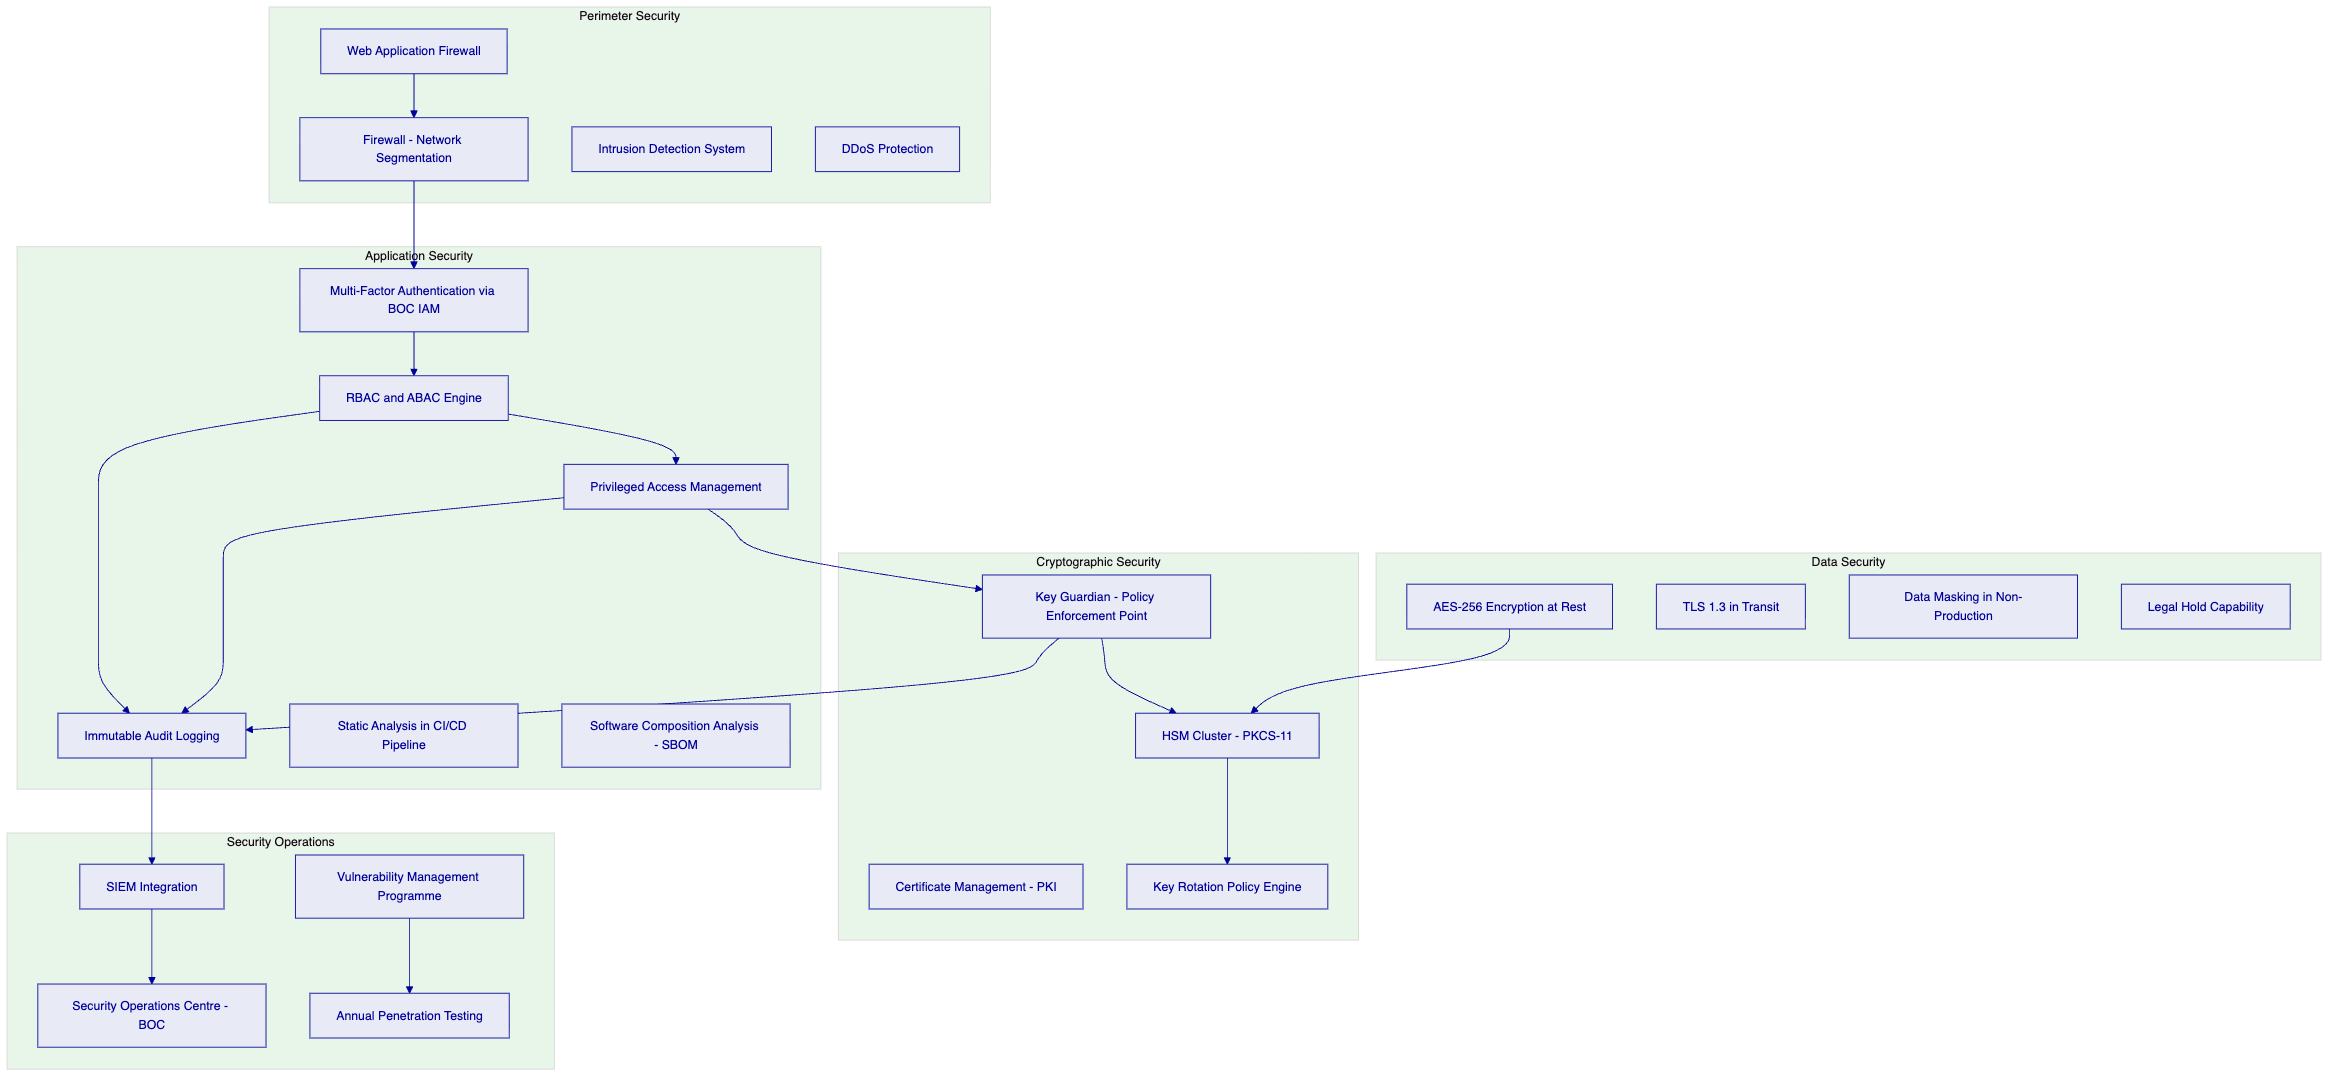 Perimeter Security
Web Application Firewall
Firewall - Network
Segmentation
Intrusion Detection System
DDoS Protection
Application Security
Multi-Factor Authentication via
BOC IAM
RBAC and ABAC Engine
Privileged Access Management
Immutable Audit Logging
Static Analysis in CI/CD
Pipeline
Software Composition Analysis
- SBOM
Cryptographic Security
Key Guardian - Policy
Enforcement Point
HSM Cluster - PKCS-11
Certificate Management - PKI
Key Rotation Policy Engine
Data Security
AES-256 Encryption at Rest
TLS 1.3 in Transit
Data Masking in Non-
Production
Legal Hold Capability
Security Operations
SIEM Integration
Vulnerability Management
Programme
Security Operations Centre -
BOC
Annual Penetration Testing